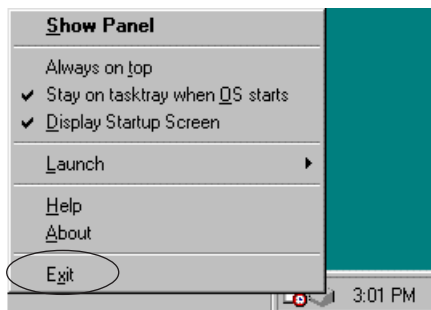 Show Panel
Always on top
Stay on tasktray when OS starts
Display Startup Screen
Launch
Help
About
Exit
3:01 PM